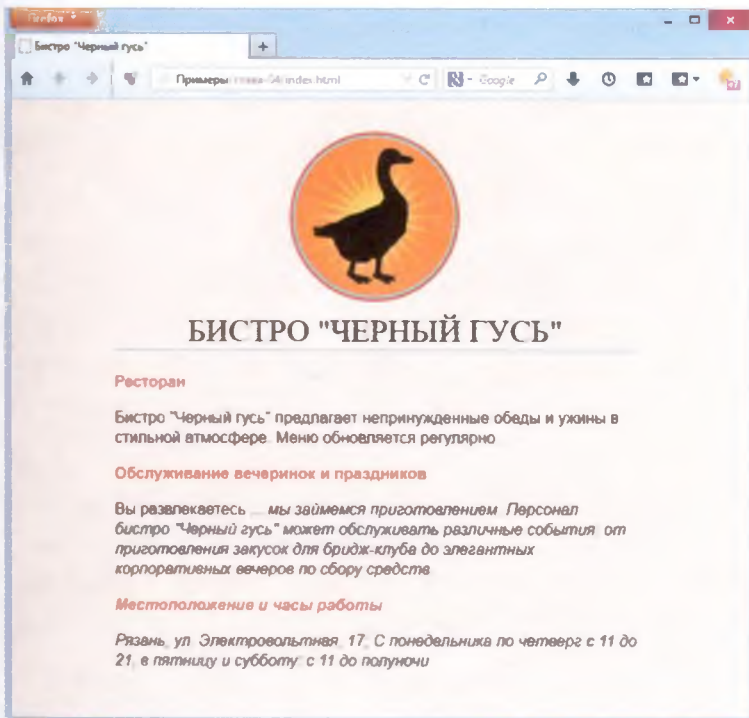 Firefox
Бистро "Черный гусь"
Примеры/глава-04/index.html
Google
БИСТРО "ЧЕРНЫЙ ГУСЬ"
Ресторан
Бистро "Черный гусь" предлагает непринужденные обеды и ужины в
стильной атмосфере. Меню обновляется регулярно.
Обслуживание вечеринок и праздников
Вы развлекаетесь ... мы займемся приготовлением. Персонал
бистро "Черный гусь" может обслуживать различные события, от
приготовления закусок для бридж-клуба до элегантных
корпоративных вечеров по сбору средств.
Местоположение и часы работы
Рязань, ул. Электровольтная, 17; С понедельника по четверг с 11 до
21, в пятницу и субботу, с 11 до полуночи